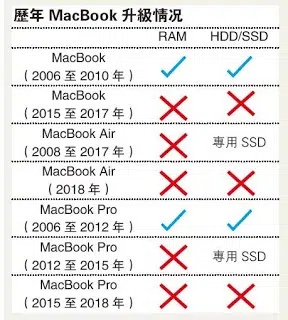 歷年 MacBook 升級情况
RAM HDD/SSD
MacBook
（2006 至 2010 年）
MacBook
（2015 至 2017 年）
MacBook Air
（2008 至 2017 年）
專用 SSD
MacBook Air
（2018 年）
MacBook Pro
（2006 至 2012 年）
MacBook Pro
（2012 至 2015 年）
專用 SSD
MacBook Pro
（2015 至 2018 年）